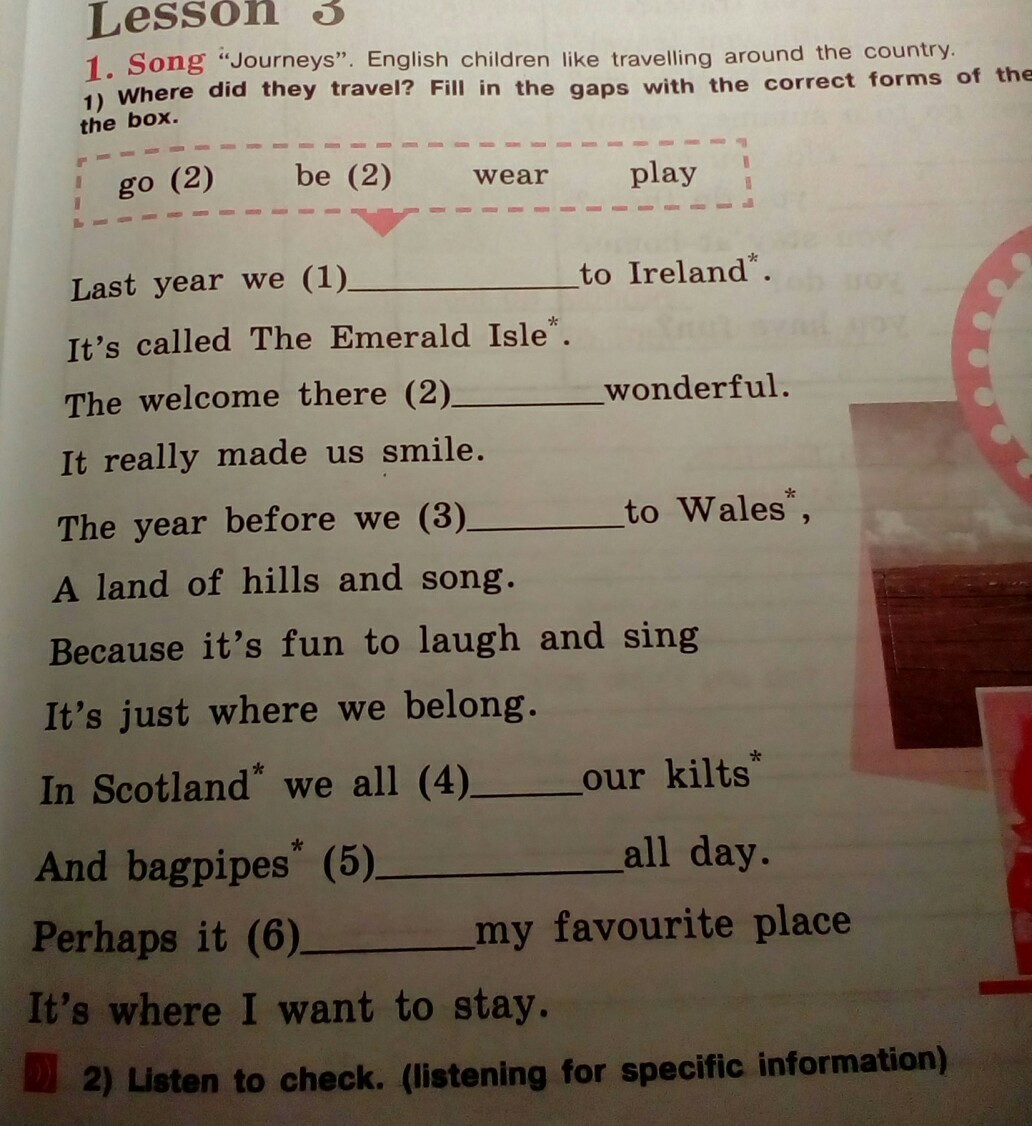 Lesson 3
1. Song “Journeys”. English children like travelling around the country.
1) Where did they travel? Fill in the gaps with the correct forms of the
the box.
go (2) be (2) wear play
Last year we (1)____________to Ireland*.
It’s called The Emerald Isle*.
The welcome there (2)________wonderful.
It really made us smile.
The year before we (3)________to Wales*,
A land of hills and song.
Because it’s fun to laugh and sing
It’s just where we belong.
In Scotland* we all (4)_____our kilts*
And bagpipes* (5)____________all day.
Perhaps it (6)________my favourite place
It’s where I want to stay.
2) Listen to check. (listening for specific information)